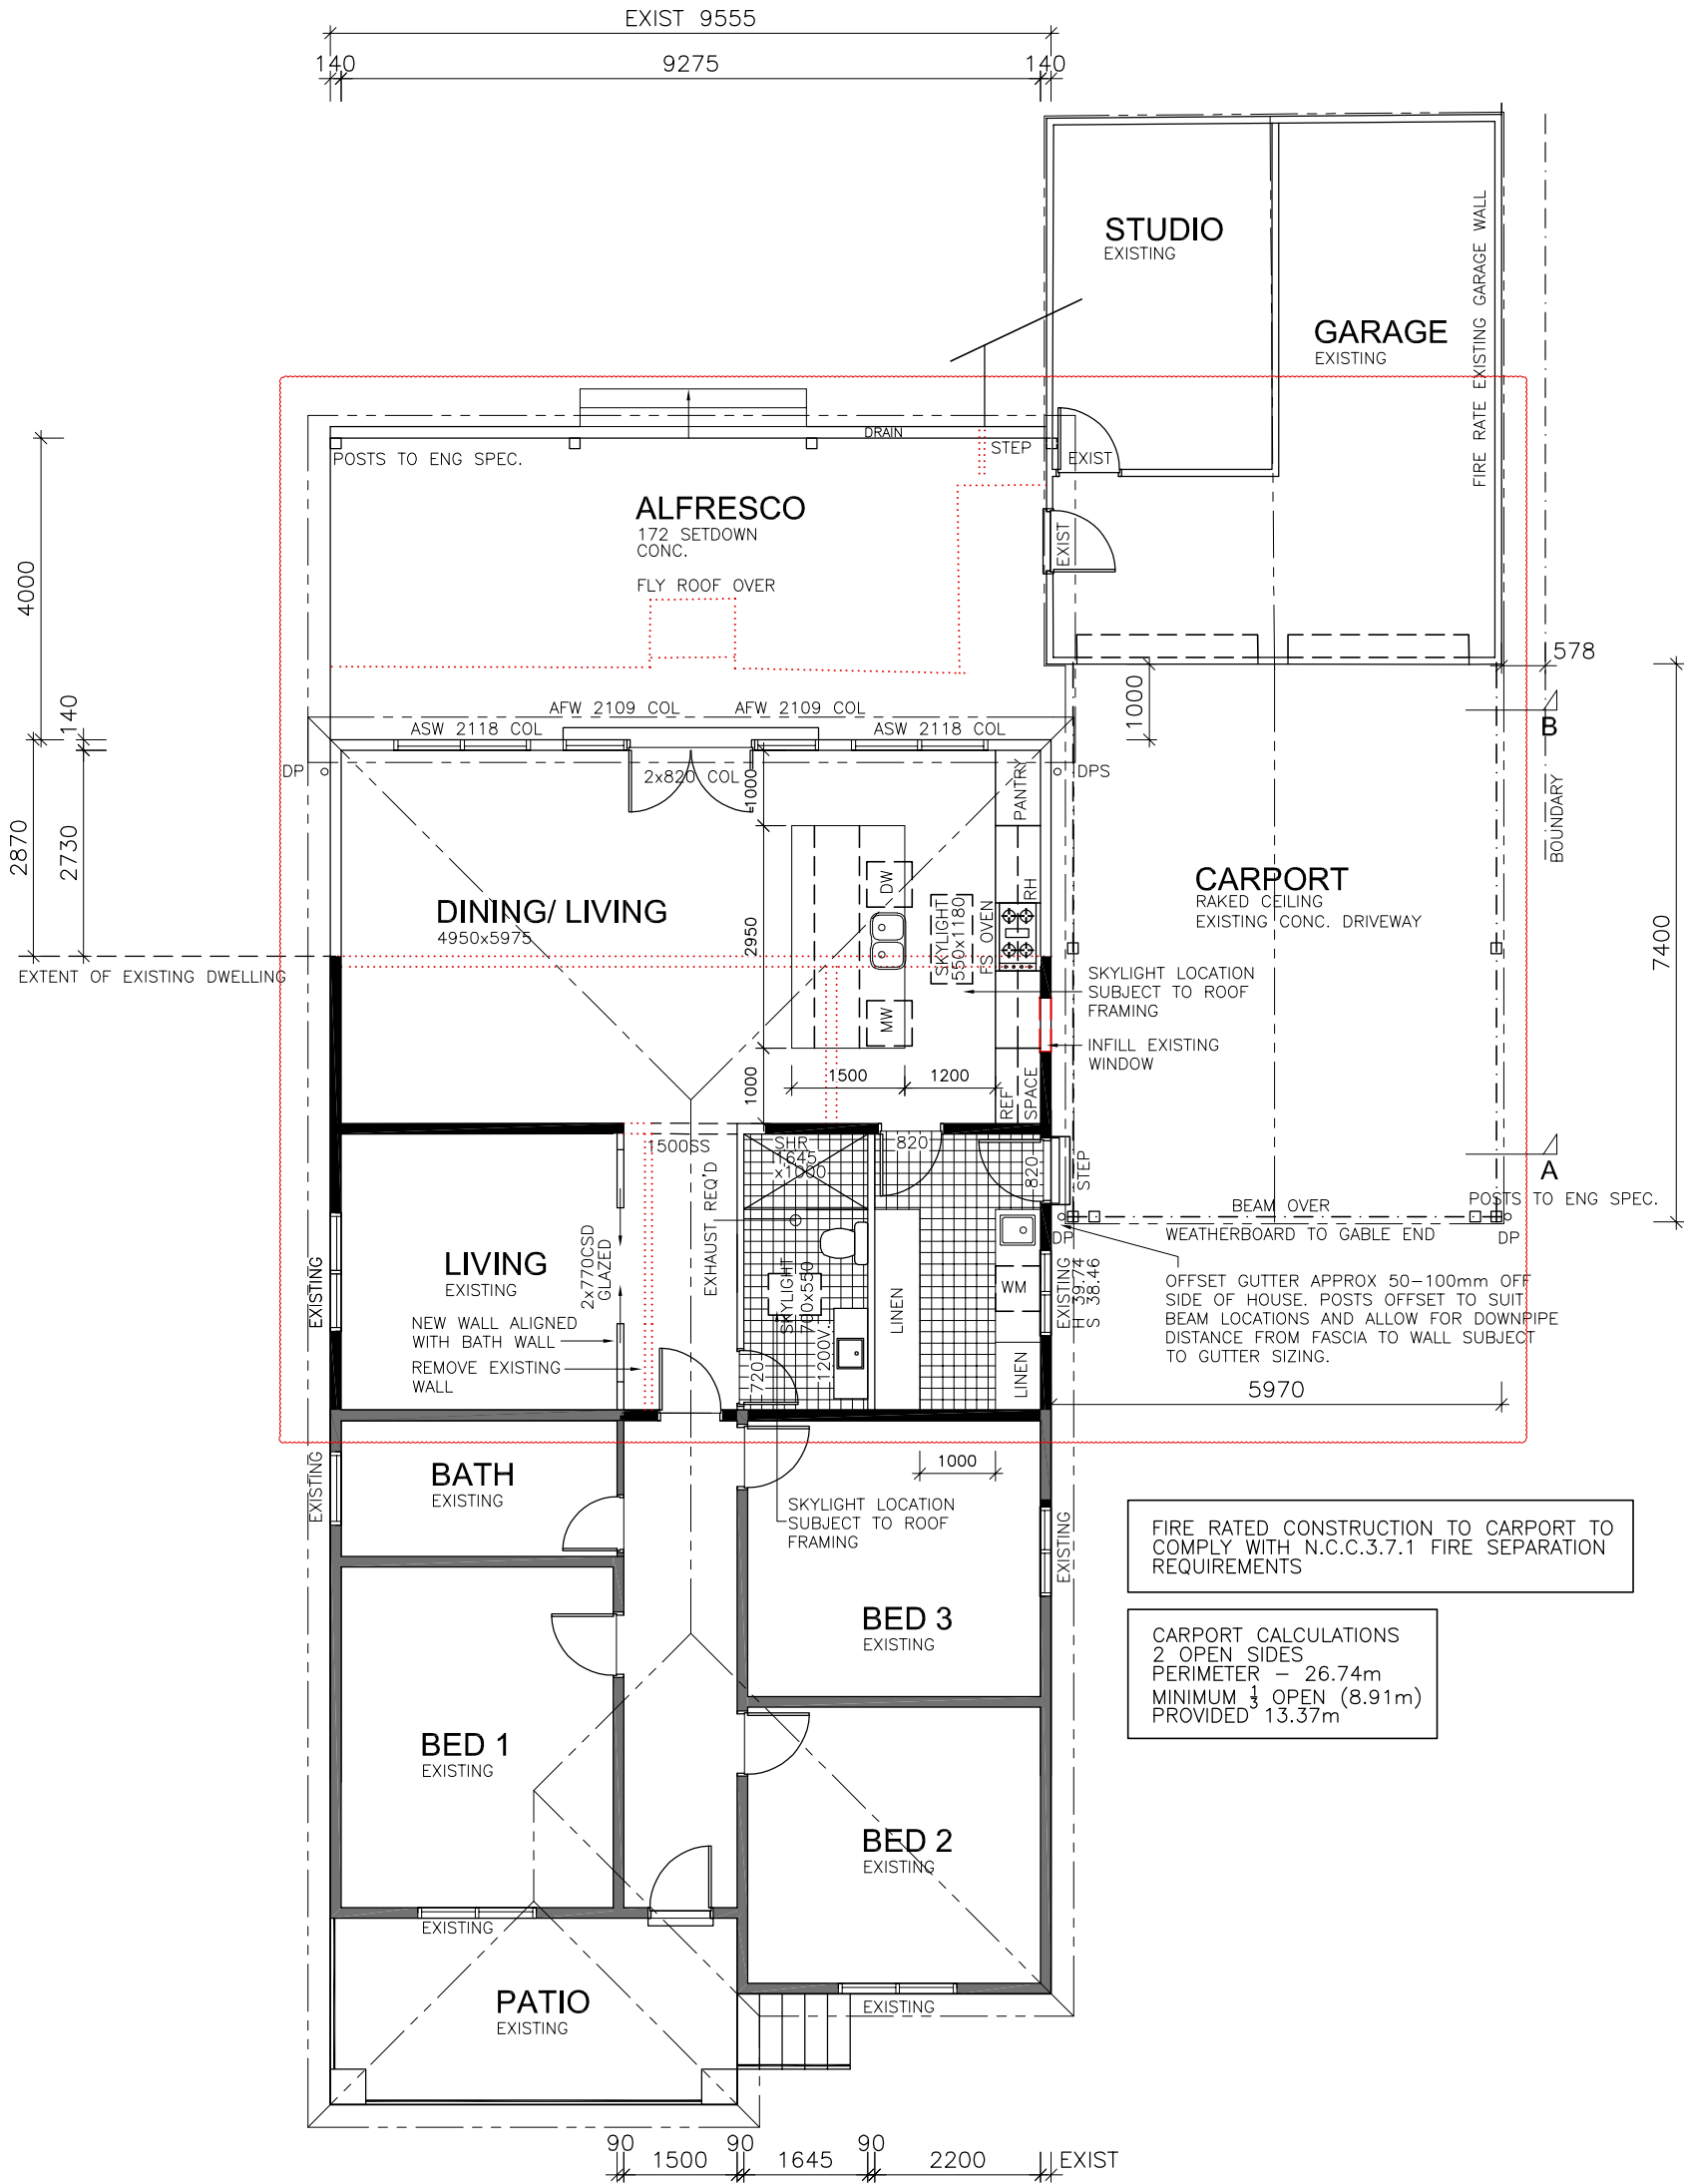 EXIST 9555
140
9275
140
STUDIO
EXISTING
GARAGE
EXISTING
FIRE RATE EXISTING GARAGE WALL
DRAIN
STEP
EXIST
POSTS TO ENG SPEC.
ALFRESCO
172 SETDOWN
CONC.
FLY ROOF OVER
EXIST
4000
140
2870
2730
578
1000
7400
B
BOUNDARY
AFW 2109 COL
AFW 2109 COL
ASW 2118 COL
ASW 2118 COL
DP
2x820 COL
1000
PANTRY
DPS
DINING/ LIVING
4950x5975
2950
DW
SKYLIGHT
550x1180
FS OVEN
RH
CARPORT
RAKED CEILING
EXISTING CONC. DRIVEWAY
EXTENT OF EXISTING DWELLING
SKYLIGHT LOCATION
SUBJECT TO ROOF
FRAMING
MW
INFILL EXISTING
WINDOW
1000
1500
1200
REF
SPACE
1500SS
SHR
1645
x1000
820
820
STEP
A
POSTS TO ENG SPEC.
BEAM OVER
WEATHERBOARD TO GABLE END
DP
DP
EXHAUST REQ'D
LIVING
EXISTING
2x770CSD
GLAZED
EXISTING
NEW WALL ALIGNED
WITH BATH WALL
REMOVE EXISTING
WALL
SKYLIGHT
700x550
1200V.
720
LINEN
WM
LINEN
EXISTING
H 39.74
S 38.46
OFFSET GUTTER APPROX 50-100mm OFF
SIDE OF HOUSE. POSTS OFFSET TO SUIT
BEAM LOCATIONS AND ALLOW FOR DOWNPIPE
DISTANCE FROM FASCIA TO WALL SUBJECT
TO GUTTER SIZING.
5970
BATH
EXISTING
EXISTING
1000
SKYLIGHT LOCATION
SUBJECT TO ROOF
FRAMING
EXISTING
BED 3
EXISTING
FIRE RATED CONSTRUCTION TO CARPORT TO
COMPLY WITH N.C.C.3.7.1 FIRE SEPARATION
REQUIREMENTS
CARPORT CALCULATIONS
2 OPEN SIDES
PERIMETER - 26.74m
MINIMUM 1/3 OPEN (8.91m)
PROVIDED 13.37m
BED 1
EXISTING
BED 2
EXISTING
EXISTING
PATIO
EXISTING
EXISTING
90
1500
90
1645
90
2200
EXIST